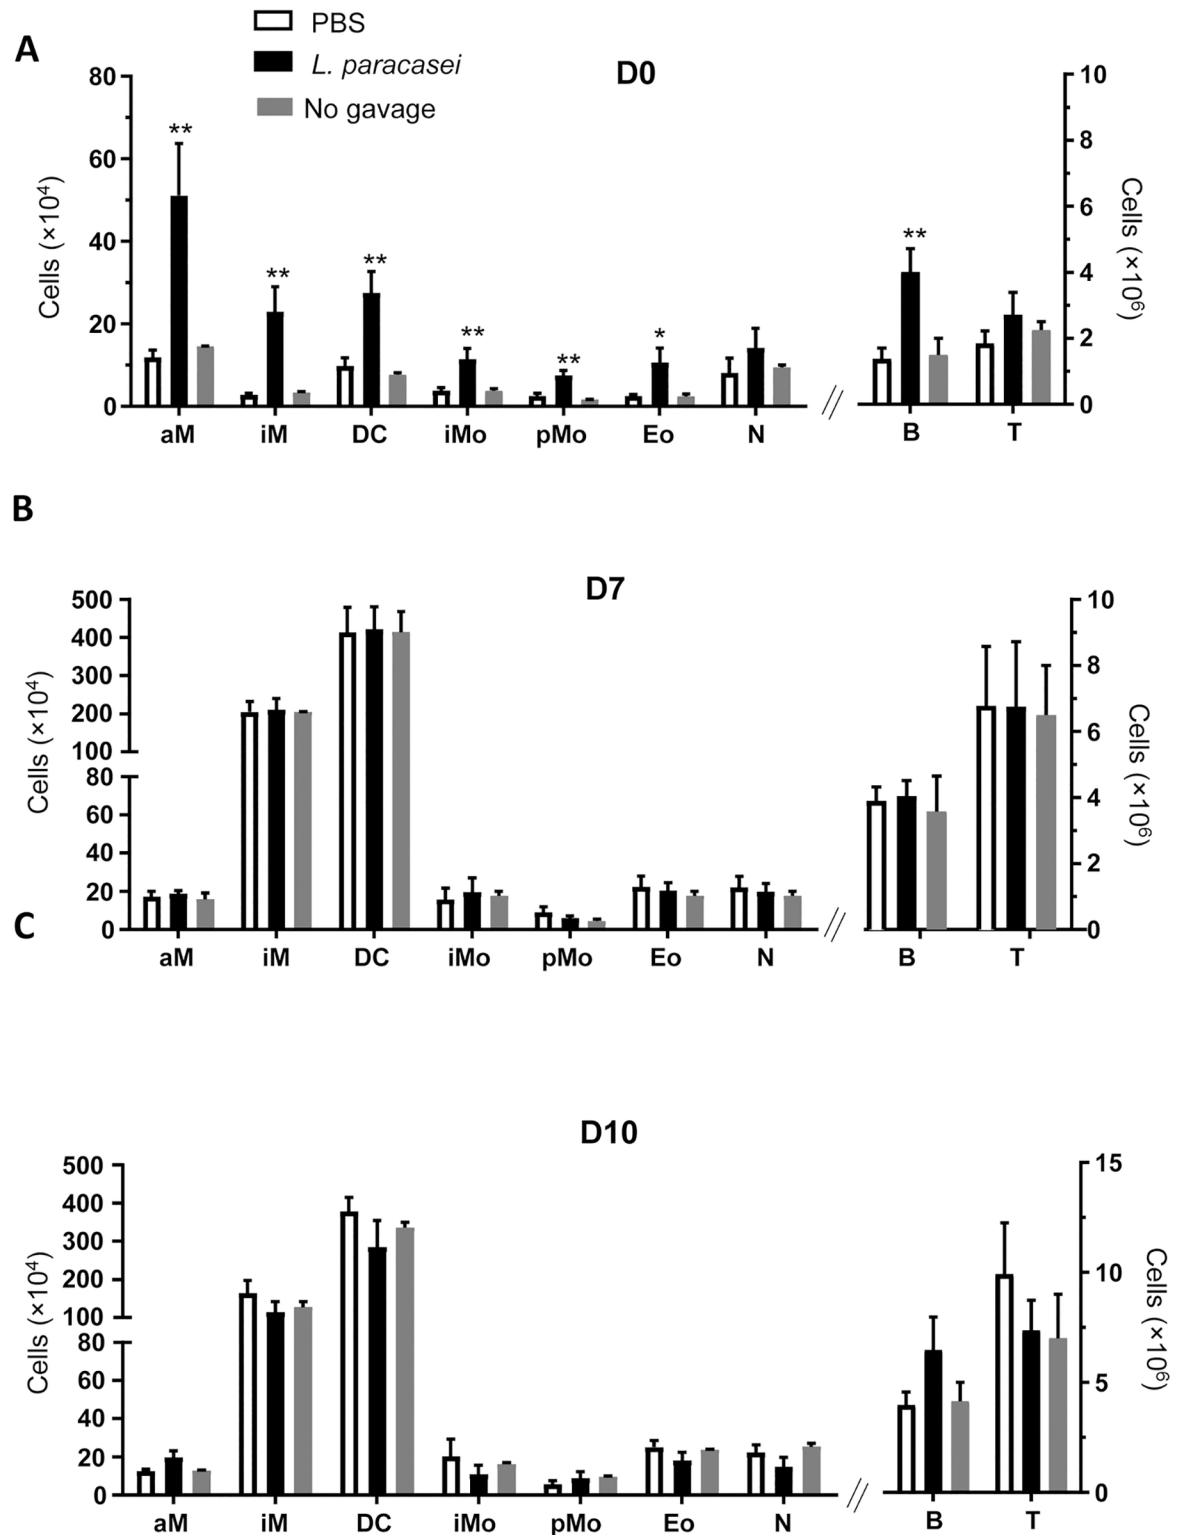 A
PBS
L. paracasei
No gavage
D0
80
60
40
20
0
Cells (×10⁴)
**
**
**
**
**
*
**
10
8
6
4
2
0
Cells (×10⁶)
aM iM DC iMo pMo Eo N // B T
B
D7
500
400
300
200
100
80
60
40
20
0
Cells (×10⁴)
10
8
6
4
2
0
Cells (×10⁶)
aM iM DC iMo pMo Eo N // B T
C
D10
500
400
300
200
100
80
60
40
20
0
Cells (×10⁴)
15
10
5
0
Cells (×10⁶)
aM iM DC iMo pMo Eo N // B T